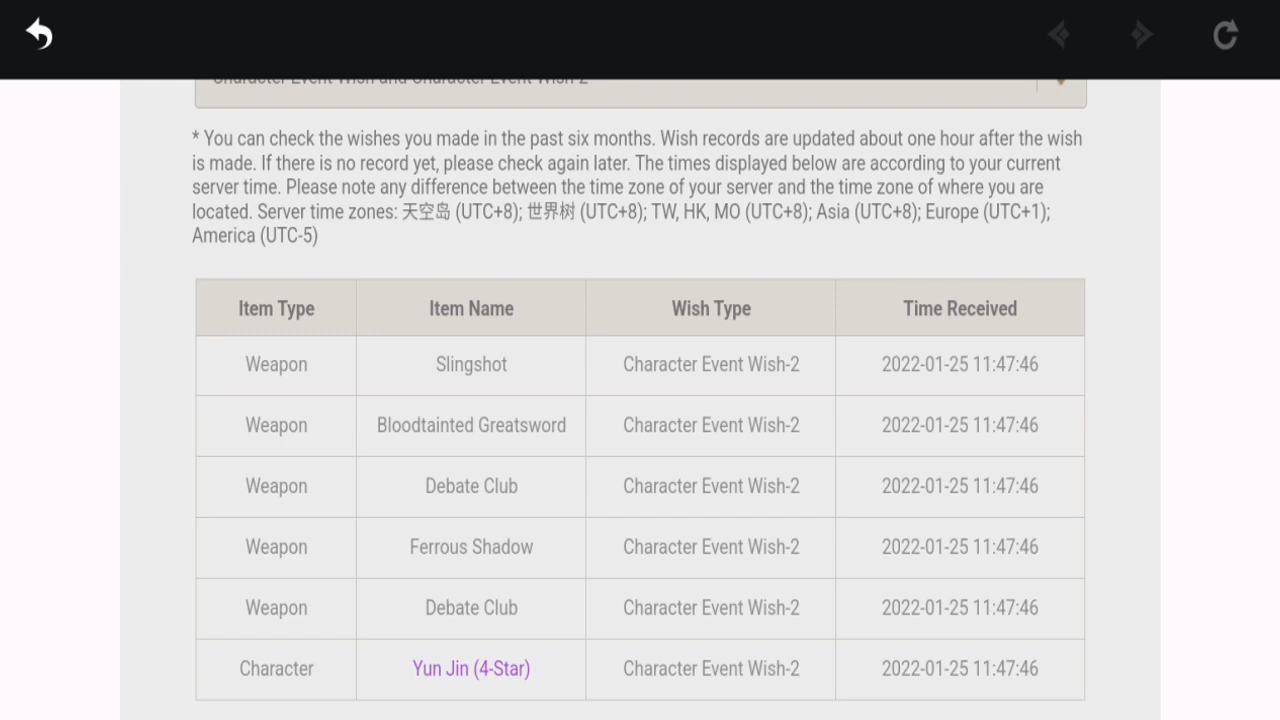 Character Event Wish and Character Event Wish-2
* You can check the wishes you made in the past six months. Wish records are updated about one hour after the wish
is made. If there is no record yet, please check again later. The times displayed below are according to your current
server time. Please note any difference between the time zone of your server and the time zone of where you are
located. Server time zones: 天空岛 (UTC+8); 世界树 (UTC+8); TW, HK, MO (UTC+8); Asia (UTC+8); Europe (UTC+1);
America (UTC-5)
Item Type Item Name Wish Type Time Received
Weapon Slingshot Character Event Wish-2 2022-01-25 11:47:46
Weapon Bloodtainted Greatsword Character Event Wish-2 2022-01-25 11:47:46
Weapon Debate Club Character Event Wish-2 2022-01-25 11:47:46
Weapon Ferrous Shadow Character Event Wish-2 2022-01-25 11:47:46
Weapon Debate Club Character Event Wish-2 2022-01-25 11:47:46
Character Yun Jin (4-Star) Character Event Wish-2 2022-01-25 11:47:46